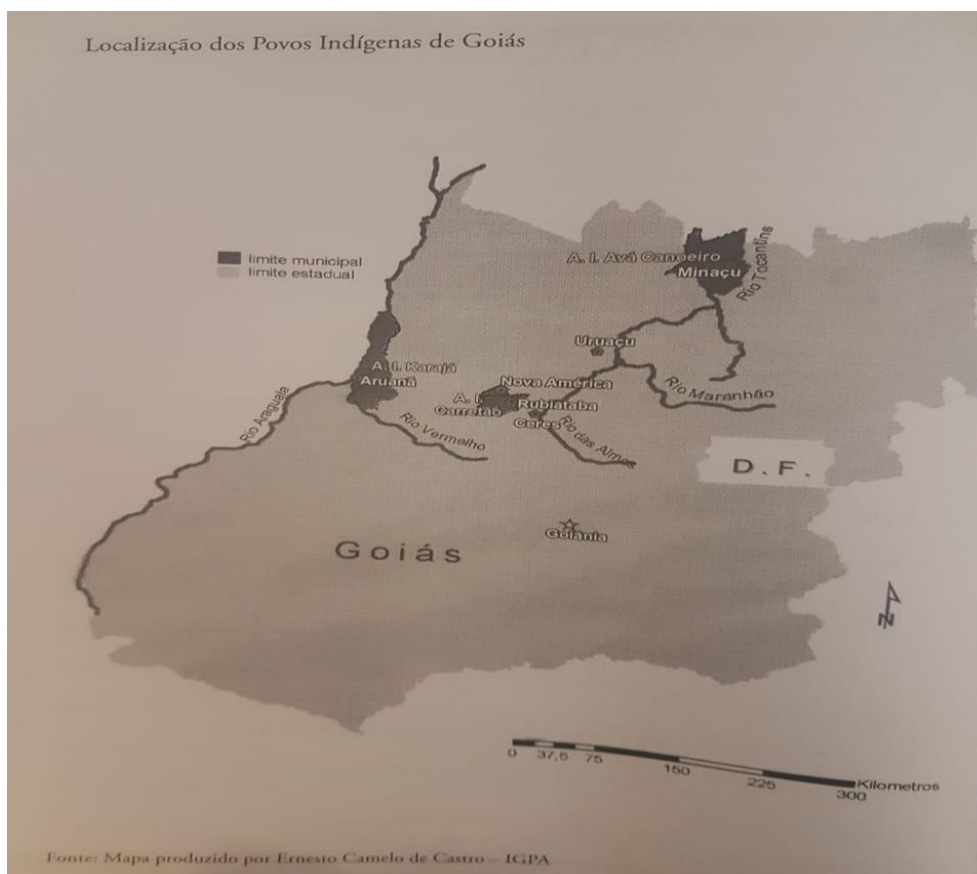 Localização dos Povos Indígenas de Goiás
limite municipal
limite estadual
A. I. Avá Canoeiro
Minaçu
Rio Tocantins
Uruaçu
A. I. Karajá
Aruanã
Nova América
A. I.
Carretão
Rubiataba
Ceres
Rio Maranhão
Rio Araguaia
Rio Vermelho
Rio das Almas
D. F.
Goiânia
Goiás
N
0 37,5 75 150 225 300 Kilometros
Fonte: Mapa produzido por Ernesto Camelo de Castro – IGPA